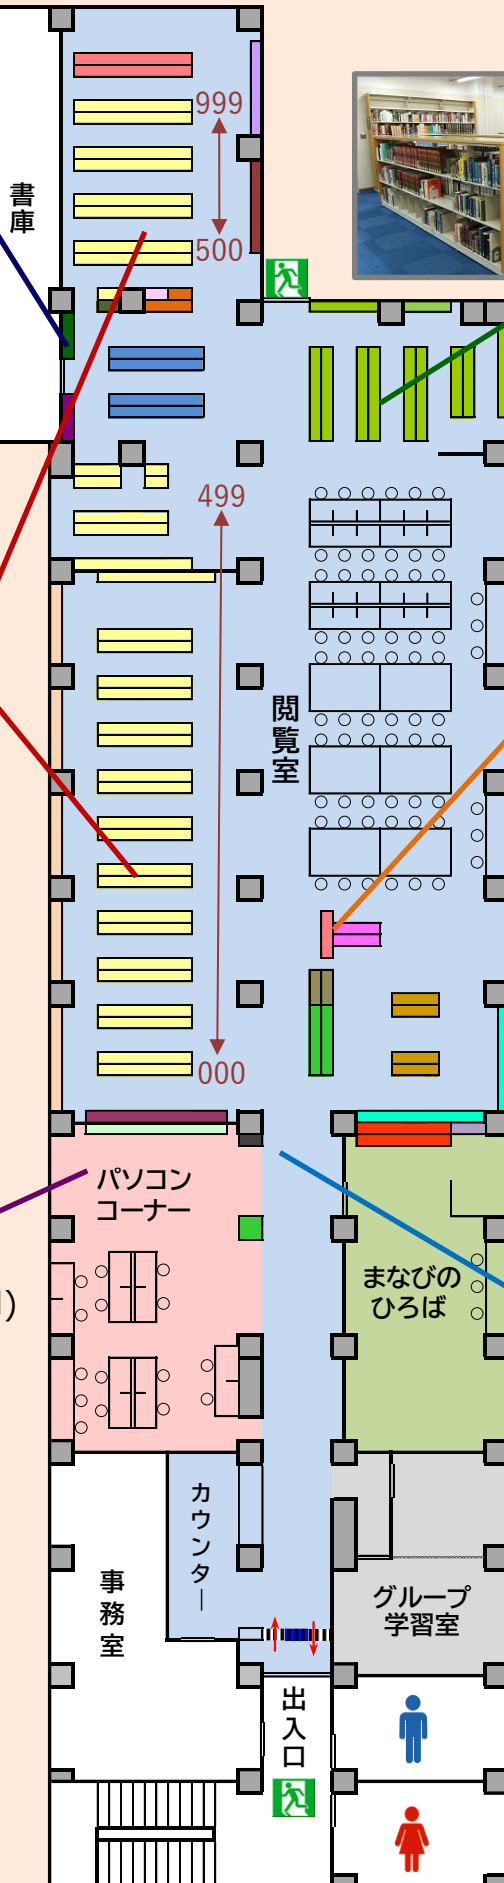 書庫
999
500
499
閲覧室
000
パソコン
コーナー
)
まなびの
ひろば
カウンター
事務室
グループ
学習室
出入口